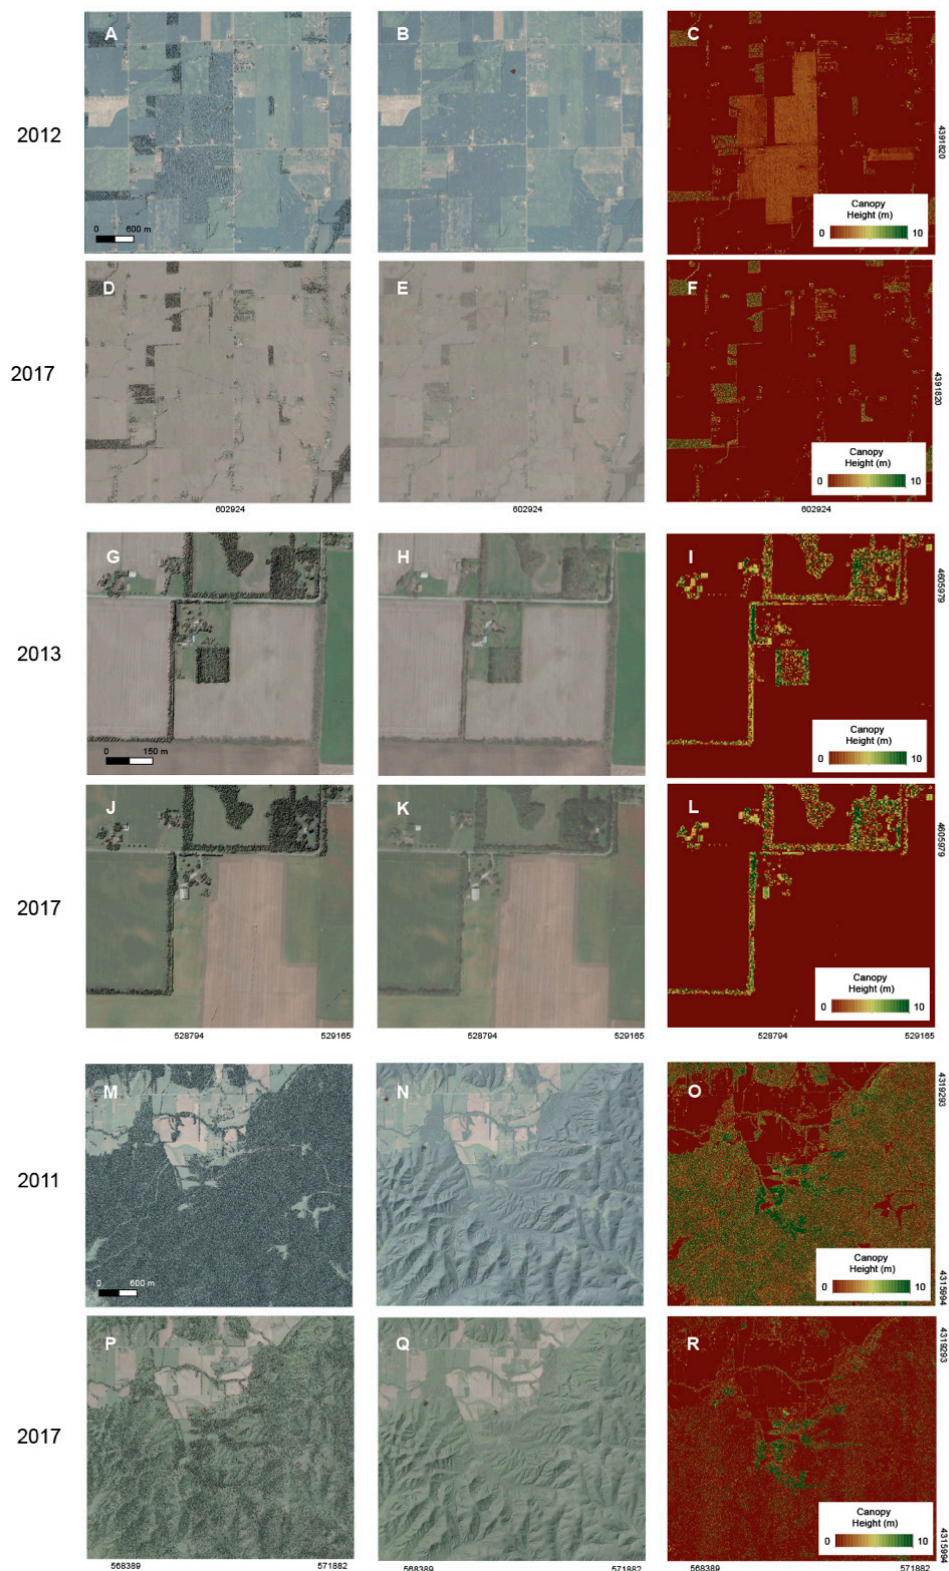 A
B
C
2012
4391820
Canopy
Height (m)
0
10
0
600 m
D
E
F
2017
4391820
Canopy
Height (m)
0
10
602924
602924
602924
G
H
I
4605979
2013
Canopy
Height (m)
0
10
0
150 m
J
K
L
4605979
2017
Canopy
Height (m)
0
10
528794
529165
528794
529165
528794
529165
M
N
O
4319293
2011
Canopy
Height (m)
0
10
0
600 m
4315994
P
Q
R
4319293
2017
Canopy
Height (m)
0
10
4315994
568389
571882
568389
571882
568389
571882